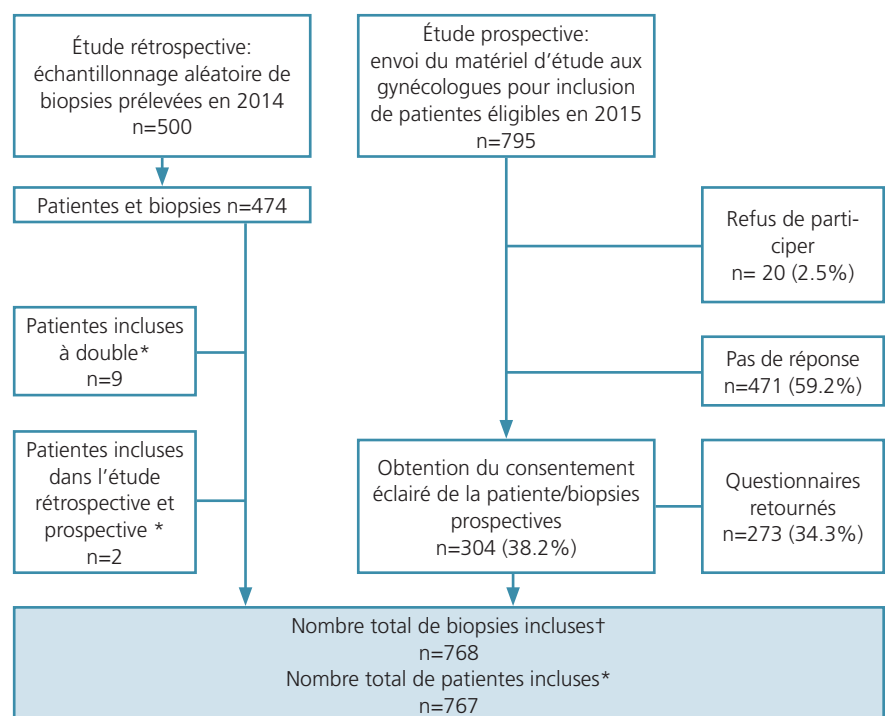 Étude rétrospective:
échantillonnage aléatoire de
biopsies prélevées en 2014
n=500
Étude prospective:
envoi du matériel d'étude aux
gynécologues pour inclusion
de patientes éligibles en 2015
n=795
Patientes et biopsies n=474
Refus de parti-
ciper
n= 20 (2.5%)
Patientes incluses
à double*
n=9
Pas de réponse
n=471 (59.2%)
Patientes incluses
dans l'étude
rétrospective et
prospective *
n=2
Obtention du consentement
éclairé de la patiente/biopsies
prospectives
n=304 (38.2%)
Questionnaires
retournés
n=273 (34.3%)
Nombre total de biopsies incluses†
n=768
Nombre total de patientes incluses*
n=767